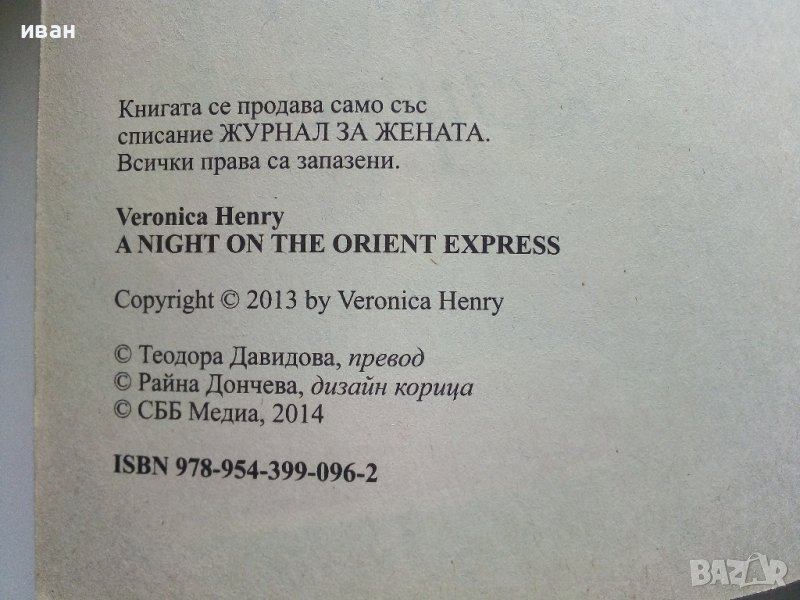 иван
Книгата се продава само със
списание ЖУРНАЛ ЗА ЖЕНАТА.
Всички права са запазени.
Veronica Henry
A NIGHT ON THE ORIENT EXPRESS
Copyright © 2013 by Veronica Henry
© Теодора Давидова, превод
© Райна Дончева, дизайн корица
© СББ Медиа, 2014
ISBN 978-954-399-096-2
BAZAR